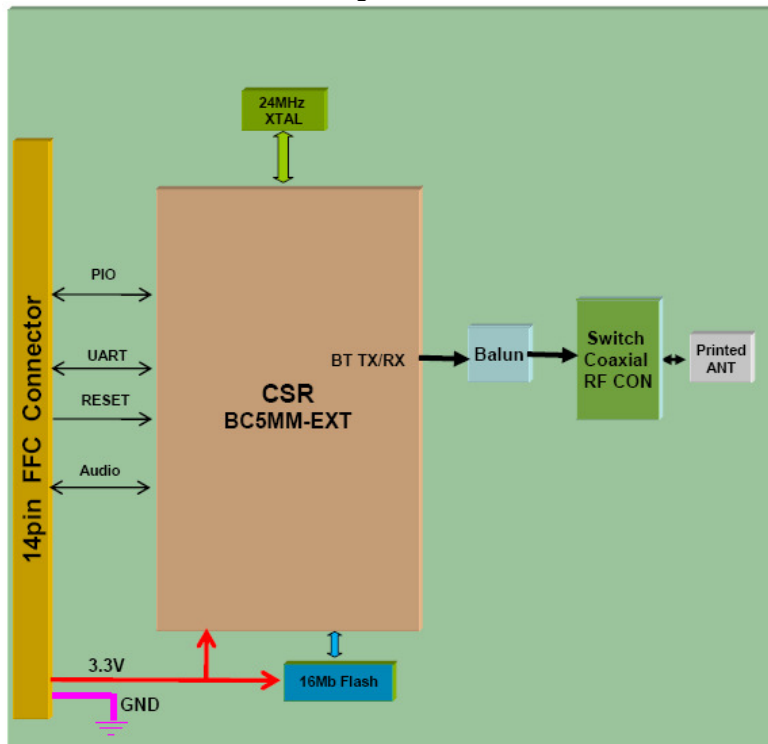 24MHz
XTAL
14pin FFC Connector
PIO
UART
RESET
Audio
CSR
BC5MM-EXT
BT TX/RX
Balun
Switch
Coaxial
RF CON
Printed
ANT
3.3V
16Mb Flash
GND